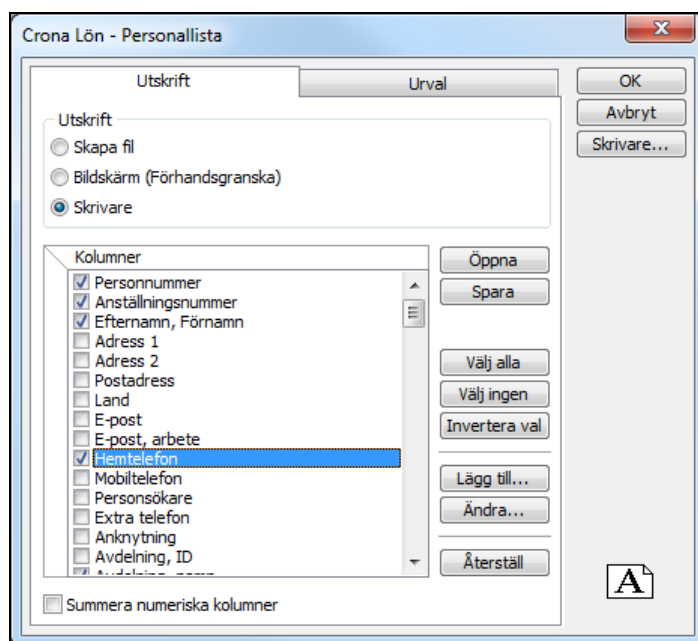 Crona Lön - Personallista
Utskrift
Urval
OK
Avbryt
Skrivare...
Utskrift
Skapa fil
Bildskärm (Förhandsgranska)
Skrivare
Kolumner
Personnummer
Anställningsnummer
Efternamn, Förnamn
Adress 1
Adress 2
Postadress
Land
E-post
E-post, arbete
Hemtelefon
Mobiltelefon
Personsökare
Extra telefon
Anknytning
Avdelning, ID
Avdelning, namn
Öppna
Spara
Välj alla
Välj ingen
Invertera val
Lägg till...
Ändra...
Återställ
Summera numeriska kolumner
A